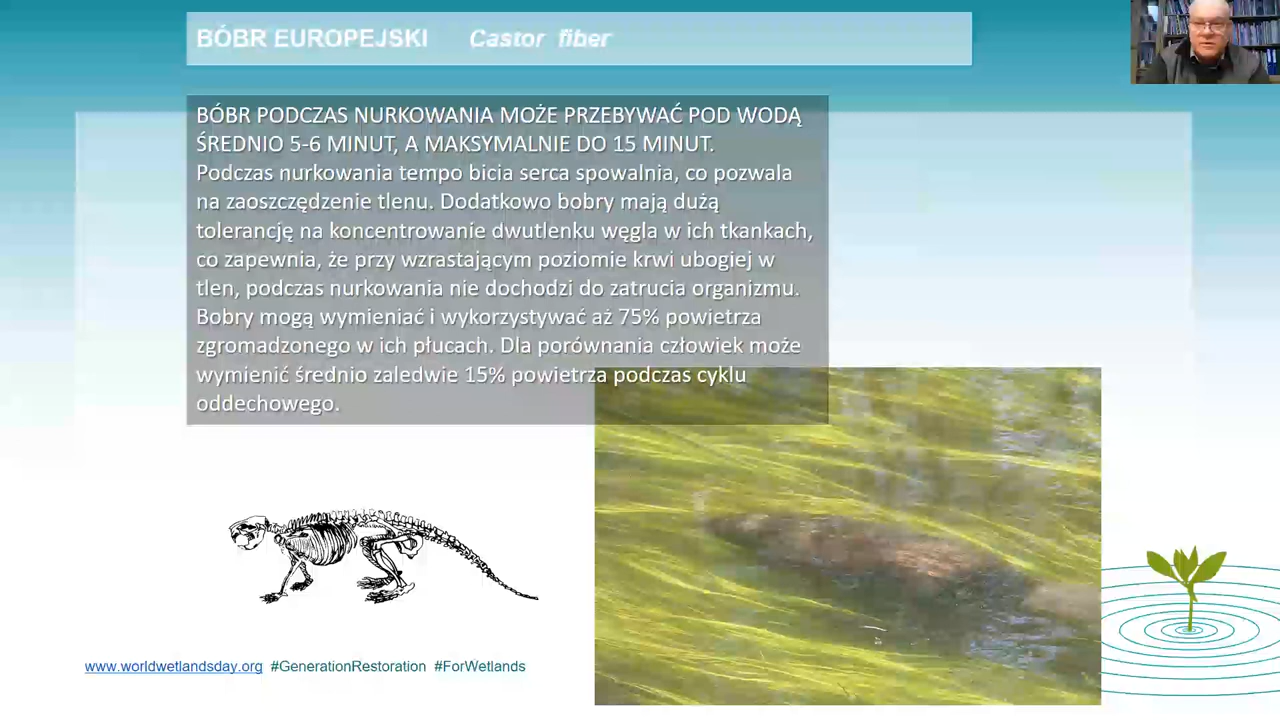 BÓBR EUROPEJSKI Castor fiber
BÓBR PODCZAS NURKOWANIA MOŻE PRZEBYWAĆ POD WODĄ
ŚREDNIO 5-6 MINUT, A MAKSYMALNIE DO 15 MINUT.
Podczas nurkowania tempo bicia serca spowalnia, co pozwala
na zaoszczędzenie tlenu. Dodatkowo bobry mają dużą
tolerancję na koncentrowanie dwutlenku węgla w ich tkankach,
co zapewnia, że przy wzrastającym poziomie krwi ubogiej w
tlen, podczas nurkowania nie dochodzi do zatrucia organizmu.
Bobry mogą wymieniać i wykorzystywać aż 75% powietrza
zgromadzonego w ich płucach. Dla porównania człowiek może
wymienić średnio zaledwie 15% powietrza podczas cyklu
oddechowego.
www.worldwetlandsday.org #GenerationRestoration #ForWetlands